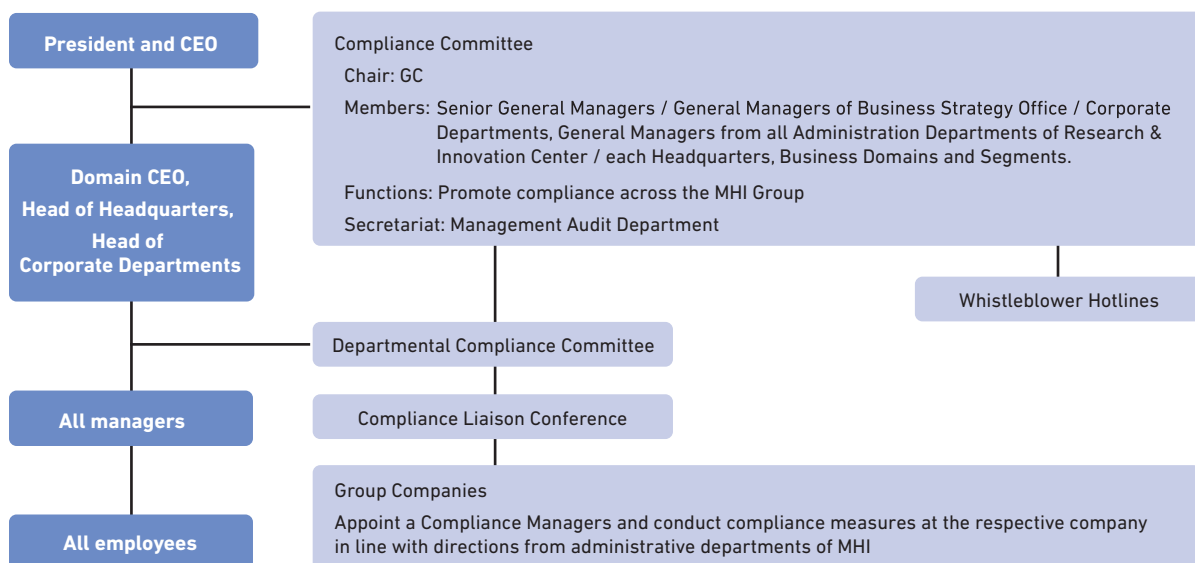 President and CEO
Domain CEO,
Head of Headquarters,
Head of
Corporate Departments
All managers
All employees
Compliance Committee
Chair: GC
Members: Senior General Managers / General Managers of Business Strategy Office / Corporate
Departments, General Managers from all Administration Departments of Research &
Innovation Center / each Headquarters, Business Domains and Segments.
Functions: Promote compliance across the MHI Group
Secretariat: Management Audit Department
Whistleblower Hotlines
Departmental Compliance Committee
Compliance Liaison Conference
Group Companies
Appoint a Compliance Managers and conduct compliance measures at the respective company
in line with directions from administrative departments of MHI